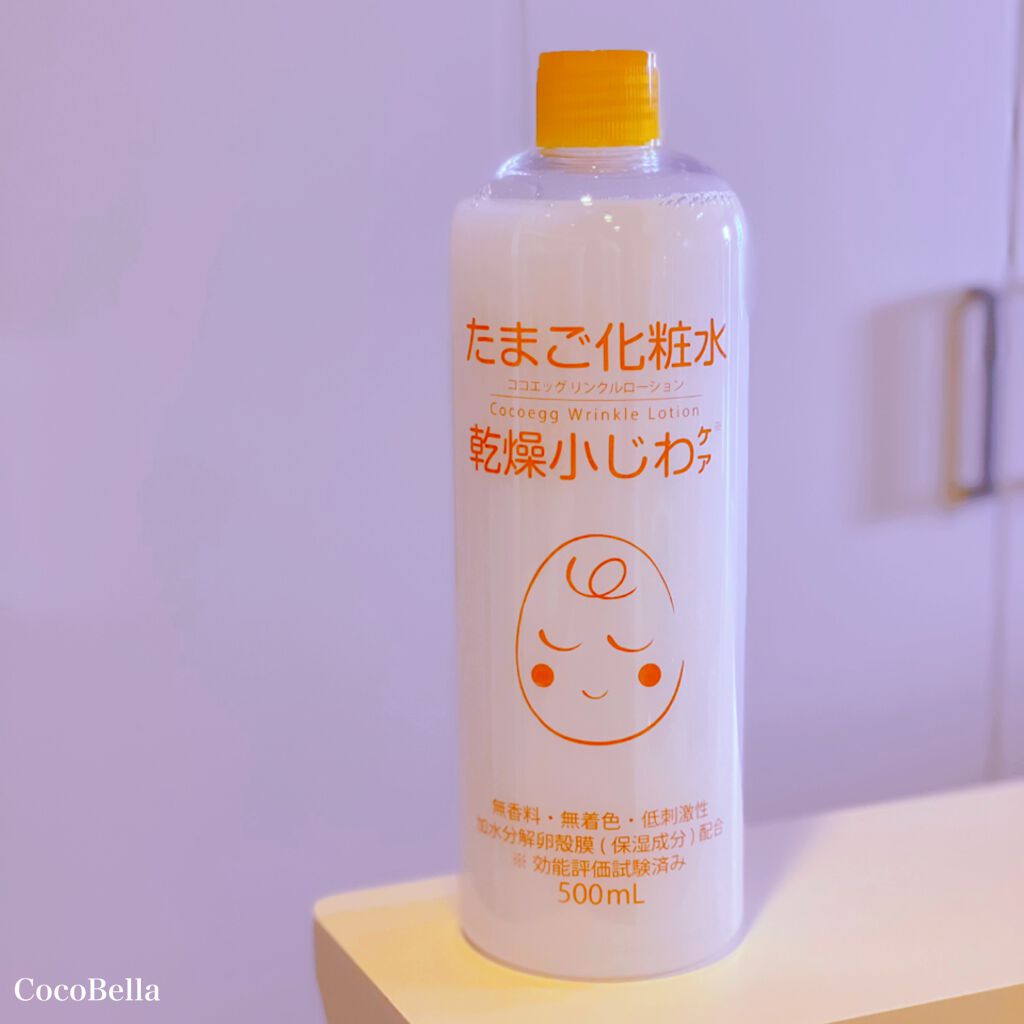 たまご化粧水
ココエッグリンクルローション
Cocoegg Wrinkle Lotion
乾燥小じわケア※
無香料・無着色・低刺激性
加水分解卵殻膜(保湿成分)配合
※ 効能評価試験済み
500mL
CocoBella